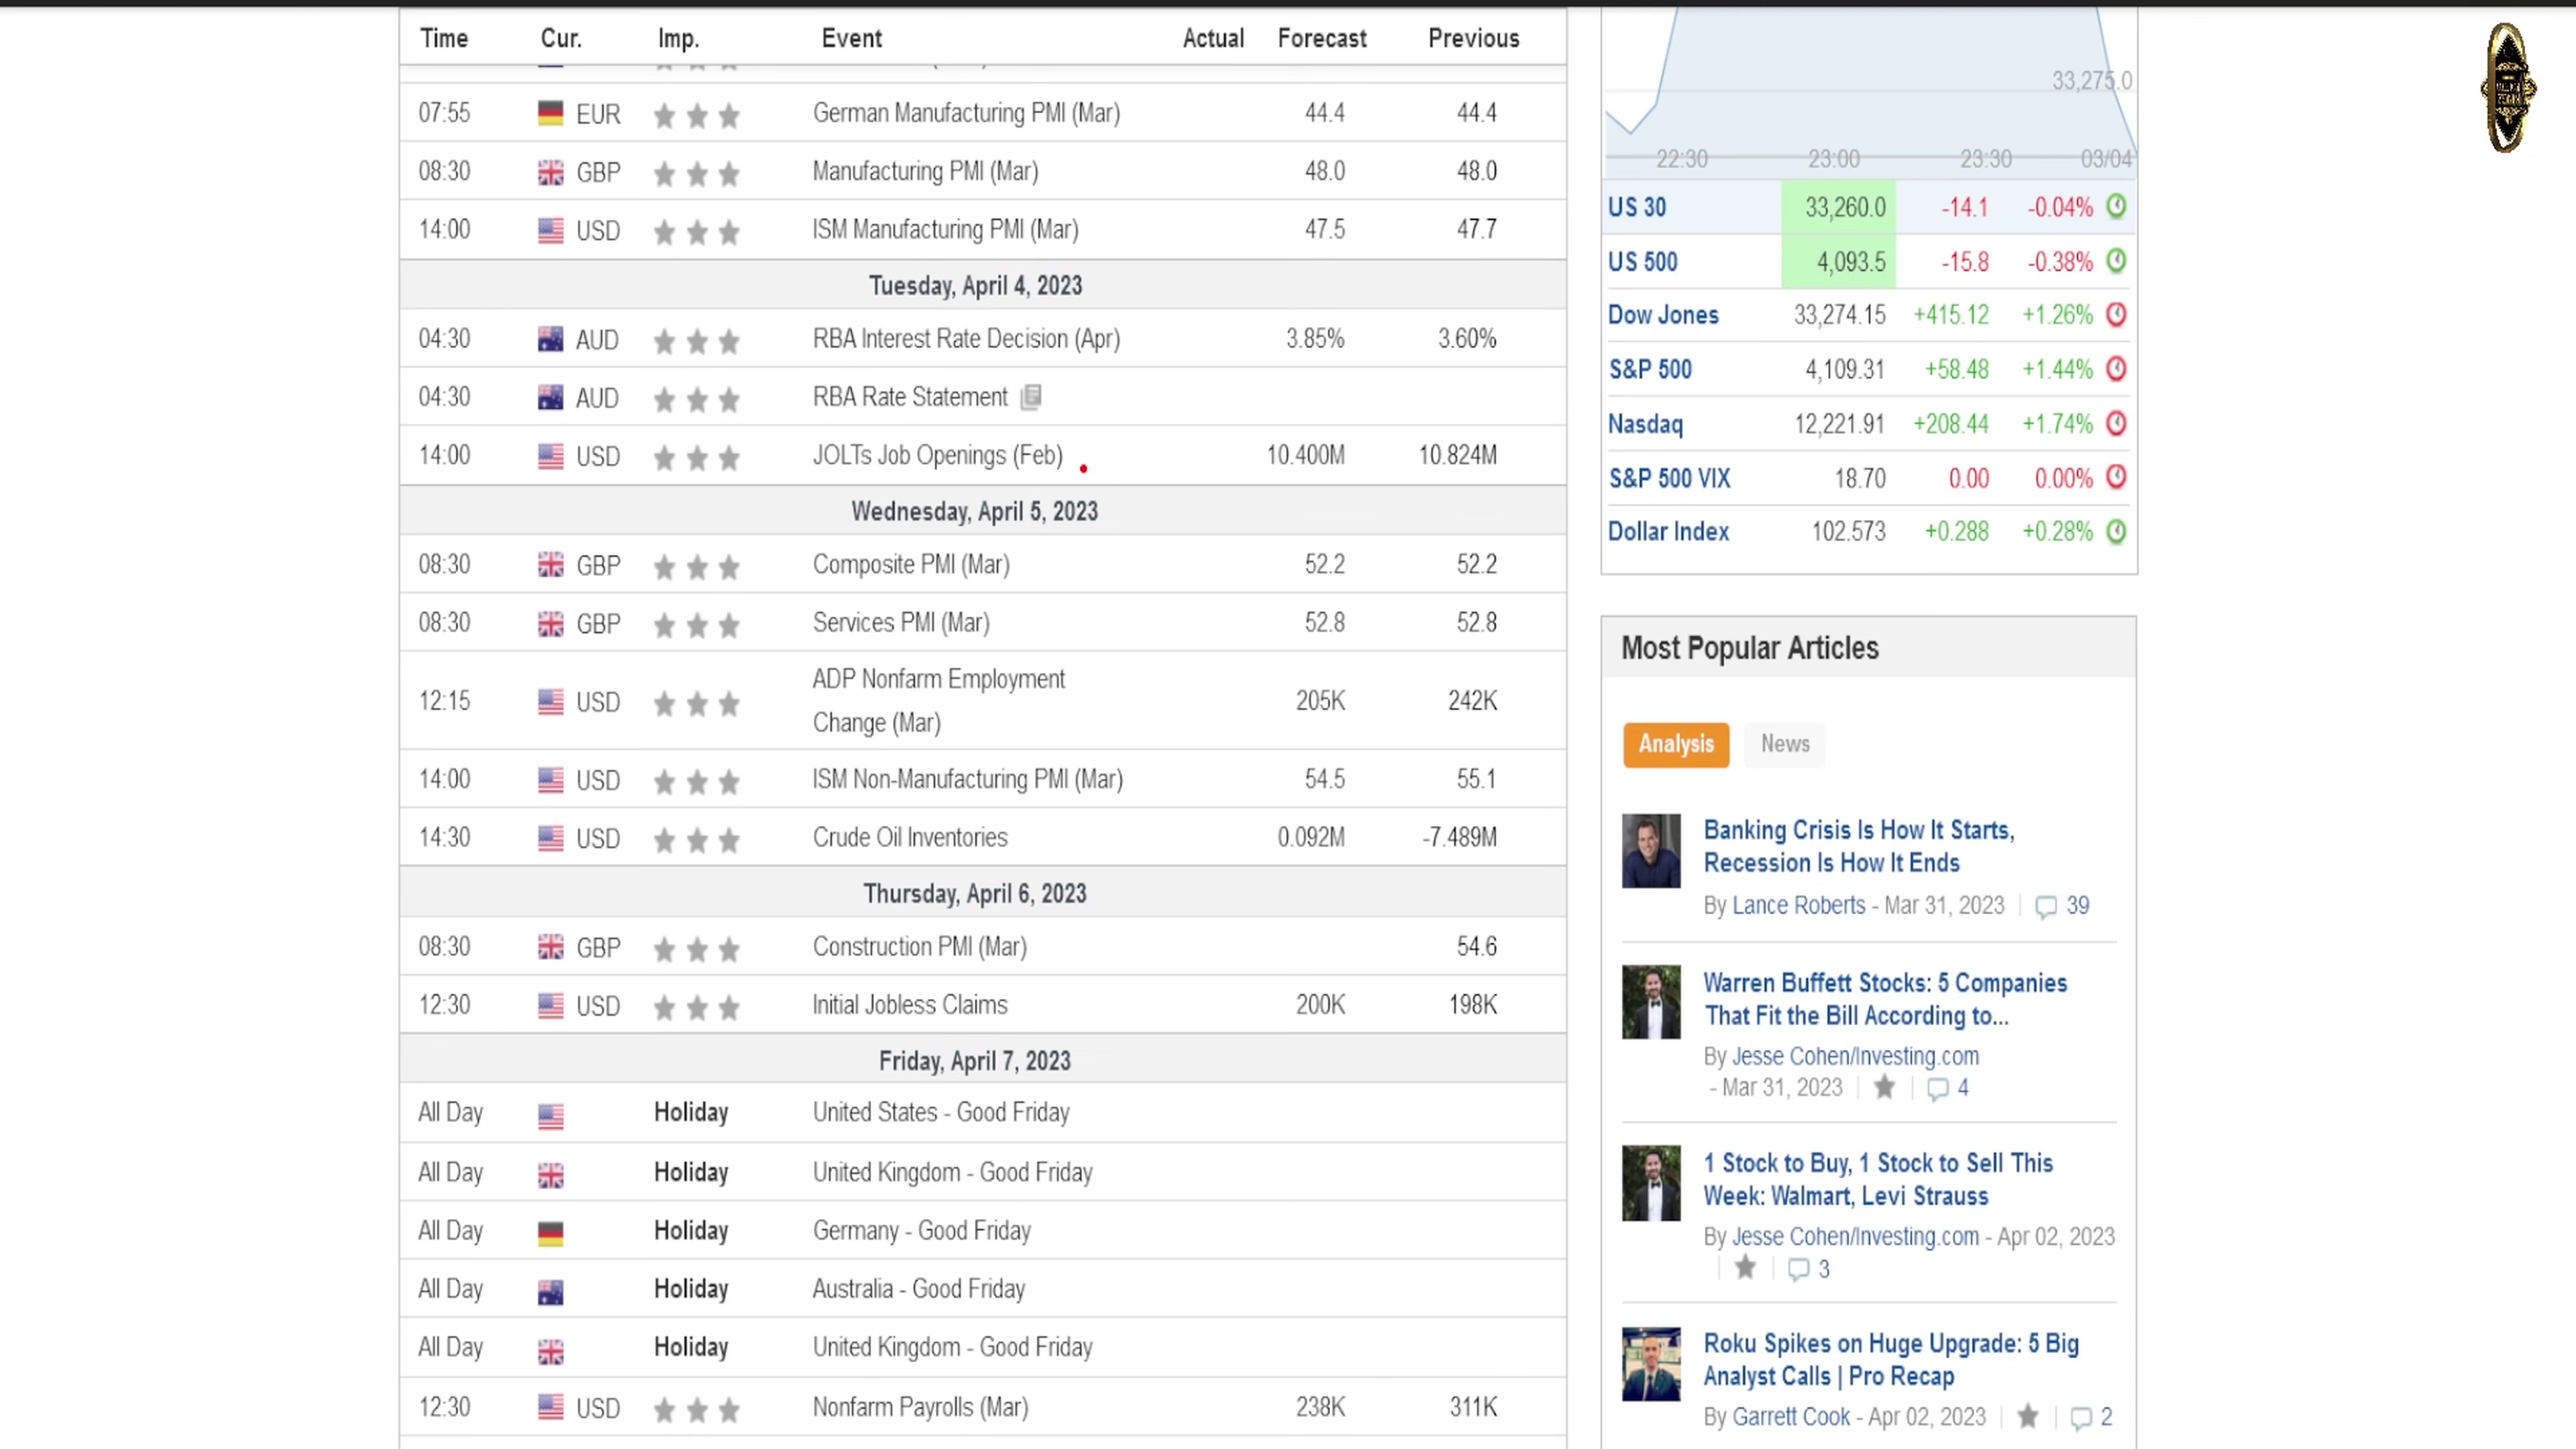 Time Cur. Imp. Event Actual Forecast Previous
07:55 EUR German Manufacturing PMI (Mar) 44.4 44.4
08:30 GBP Manufacturing PMI (Mar) 48.0 48.0
14:00 USD ISM Manufacturing PMI (Mar) 47.5 47.7
Tuesday, April 4, 2023
04:30 AUD RBA Interest Rate Decision (Apr) 3.85% 3.60%
04:30 AUD RBA Rate Statement
14:00 USD JOLTs Job Openings (Feb) 10.400M 10.824M
Wednesday, April 5, 2023
08:30 GBP Composite PMI (Mar) 52.2 52.2
08:30 GBP Services PMI (Mar) 52.8 52.8
12:15 USD ADP Nonfarm Employment 205K 242K
Change (Mar)
14:00 USD ISM Non-Manufacturing PMI (Mar) 54.5 55.1
14:30 USD Crude Oil Inventories 0.092M -7.489M
Thursday, April 6, 2023
08:30 GBP Construction PMI (Mar) 54.6
12:30 USD Initial Jobless Claims 200K 198K
Friday, April 7, 2023
All Day Holiday United States - Good Friday
All Day Holiday United Kingdom - Good Friday
All Day Holiday Germany - Good Friday
All Day Holiday Australia - Good Friday
All Day Holiday United Kingdom - Good Friday
12:30 USD Nonfarm Payrolls (Mar) 238K 311K
33,275.0
22:30 23:00 23:30 03/04
US 30 33,260.0 -14.1 -0.04%
US 500 4,093.5 -15.8 -0.38%
Dow Jones 33,274.15 +415.12 +1.26%
S&P 500 4,109.31 +58.48 +1.44%
Nasdaq 12,221.91 +208.44 +1.74%
S&P 500 VIX 18.70 0.00 0.00%
Dollar Index 102.573 +0.288 +0.28%
Most Popular Articles
Analysis News
Banking Crisis Is How It Starts,
Recession Is How It Ends
By Lance Roberts - Mar 31, 2023 39
Warren Buffett Stocks: 5 Companies
That Fit the Bill According to...
By Jesse Cohen/Investing.com
- Mar 31, 2023 4
1 Stock to Buy, 1 Stock to Sell This
Week: Walmart, Levi Strauss
By Jesse Cohen/Investing.com - Apr 02, 2023
3
Roku Spikes on Huge Upgrade: 5 Big
Analyst Calls | Pro Recap
By Garrett Cook - Apr 02, 2023 2